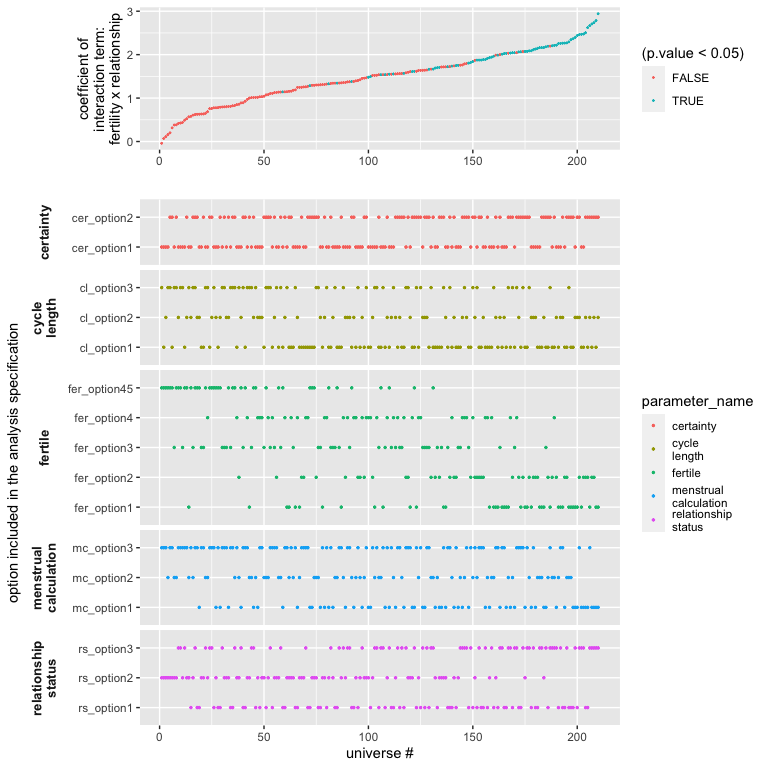 coefficient of
interaction term:
fertility x relationship
3
2
1
0
0
50
100
150
200
(p.value < 0.05)
FALSE
TRUE
option included in the analysis specification
certainty
cer_option2
cer_option1
cycle
length
cl_option3
cl_option2
cl_option1
fertile
fer_option45
fer_option4
fer_option3
fer_option2
fer_option1
menstrual
calculation
mc_option3
mc_option2
mc_option1
relationship
status
rs_option3
rs_option2
rs_option1
0
50
100
150
200
universe #
parameter_name
certainty
cycle
length
fertile
menstrual
calculation
relationship
status